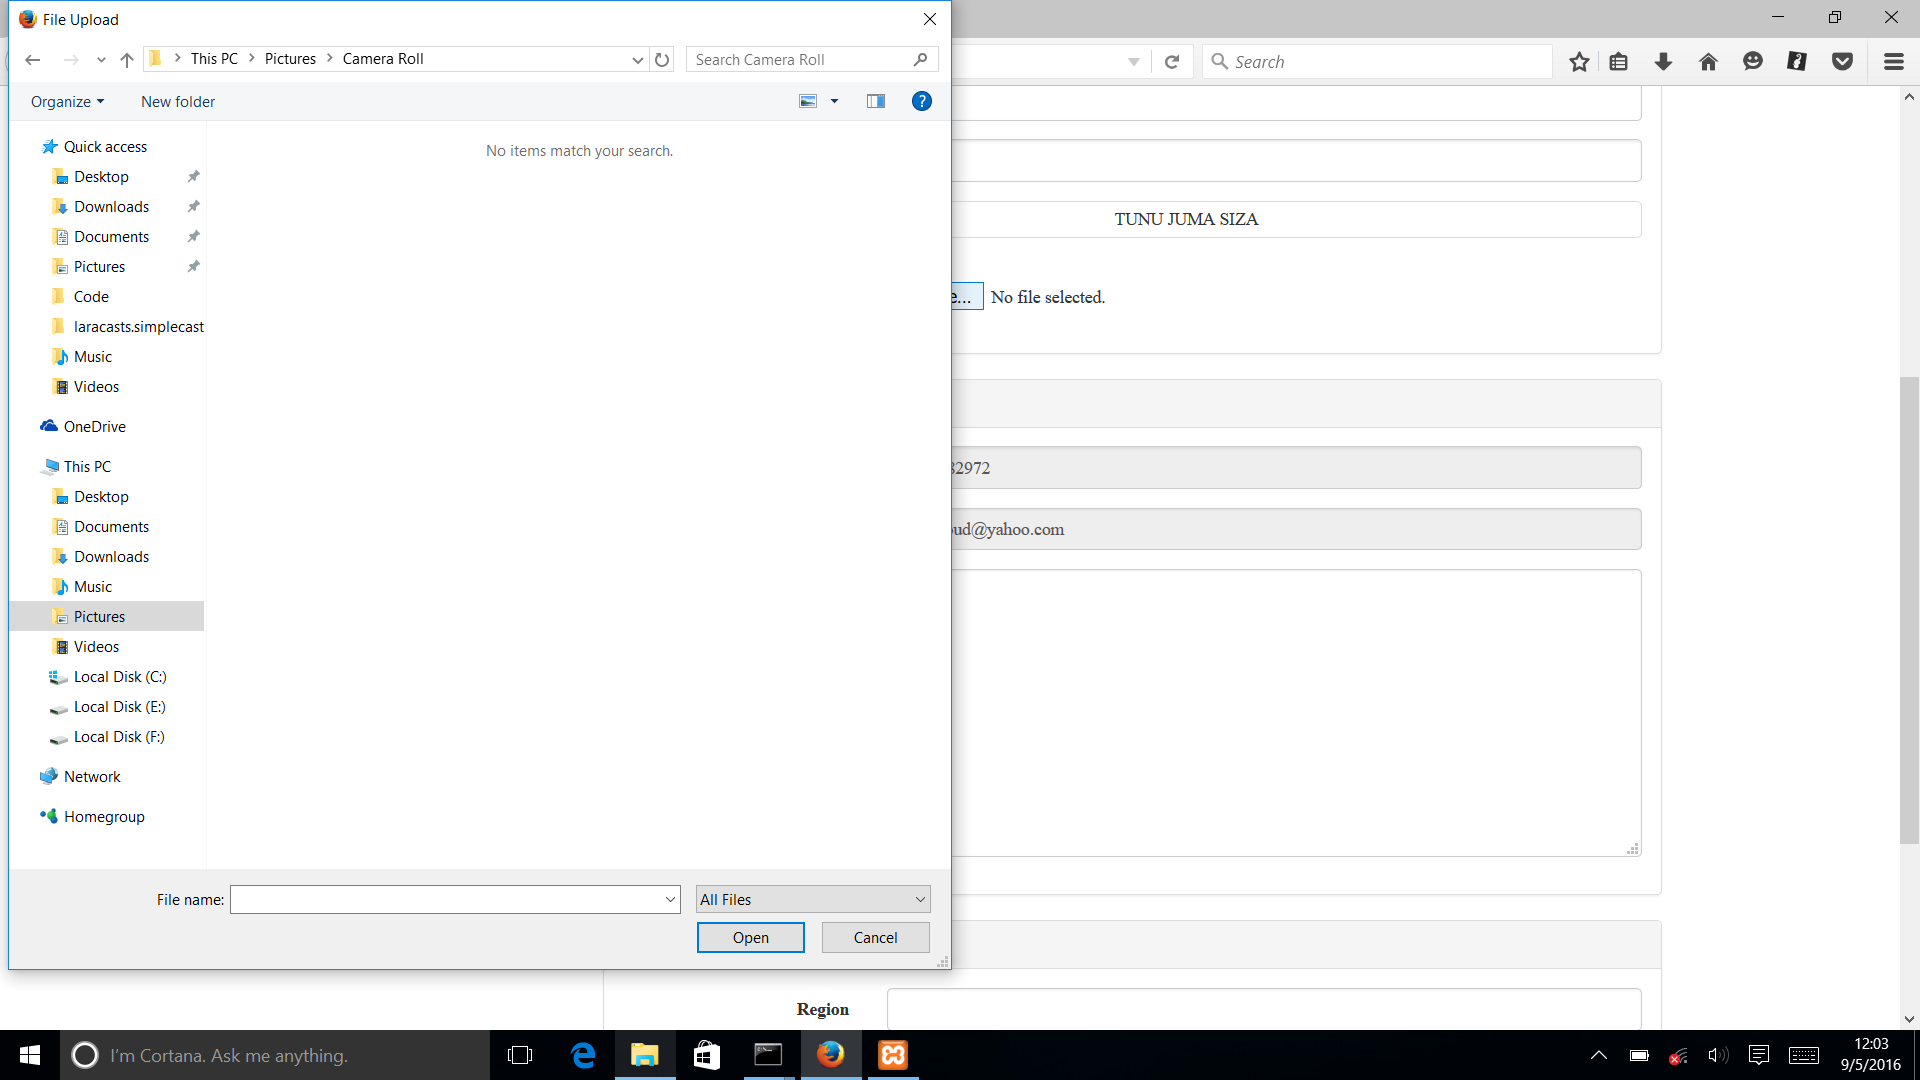 File Upload
This PC
Pictures
Camera Roll
Search Camera Roll
Search
Organize
New folder
?
No items match your search.
Quick access
Desktop
Downloads
Documents
Pictures
Code
laracasts.simplecast
Music
Videos
OneDrive
This PC
Desktop
Documents
Downloads
Music
Pictures
Videos
Local Disk (C:)
Local Disk (E:)
Local Disk (F:)
Network
Homegroup
TUNU JUMA SIZA
e... No file selected.
82972
oud@yahoo.com
File name:
All Files
Open
Cancel
Region
I'm Cortana. Ask me anything.
12:03
9/5/2016